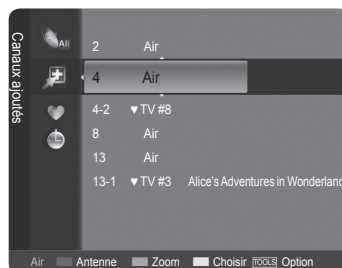 Canaux ajoutés
All
2 Air
4 Air
4-2 ♥ TV #8
8 Air
13 Air
13-1 ♥ TV #3 Alice's Adventures in Wonderland
Air Antenne Zoom Choisir TOOLS Option